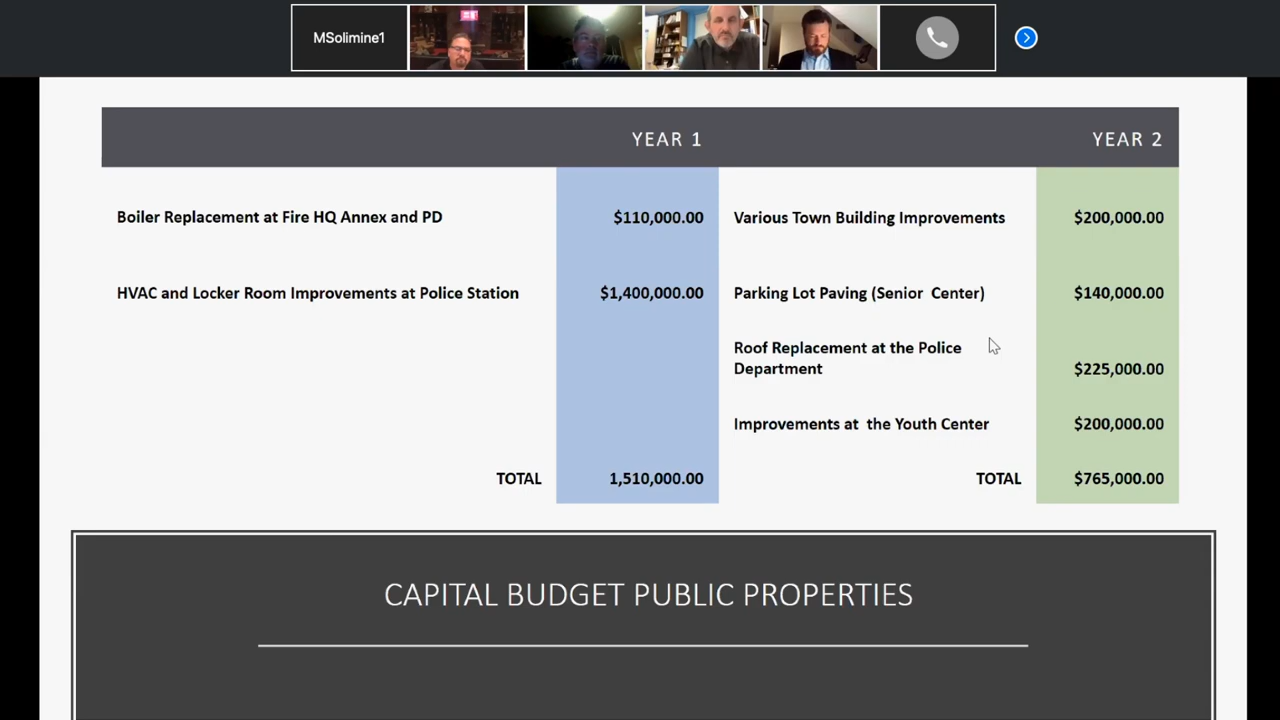 MSolimine1
YEAR 1
YEAR 2
Boiler Replacement at Fire HQ Annex and PD
$110,000.00
Various Town Building Improvements
$200,000.00
HVAC and Locker Room Improvements at Police Station
$1,400,000.00
Parking Lot Paving (Senior  Center)
$140,000.00
Roof Replacement at the Police
Department
$225,000.00
Improvements at  the Youth Center
$200,000.00
TOTAL
1,510,000.00
TOTAL
$765,000.00
CAPITAL BUDGET PUBLIC PROPERTIES